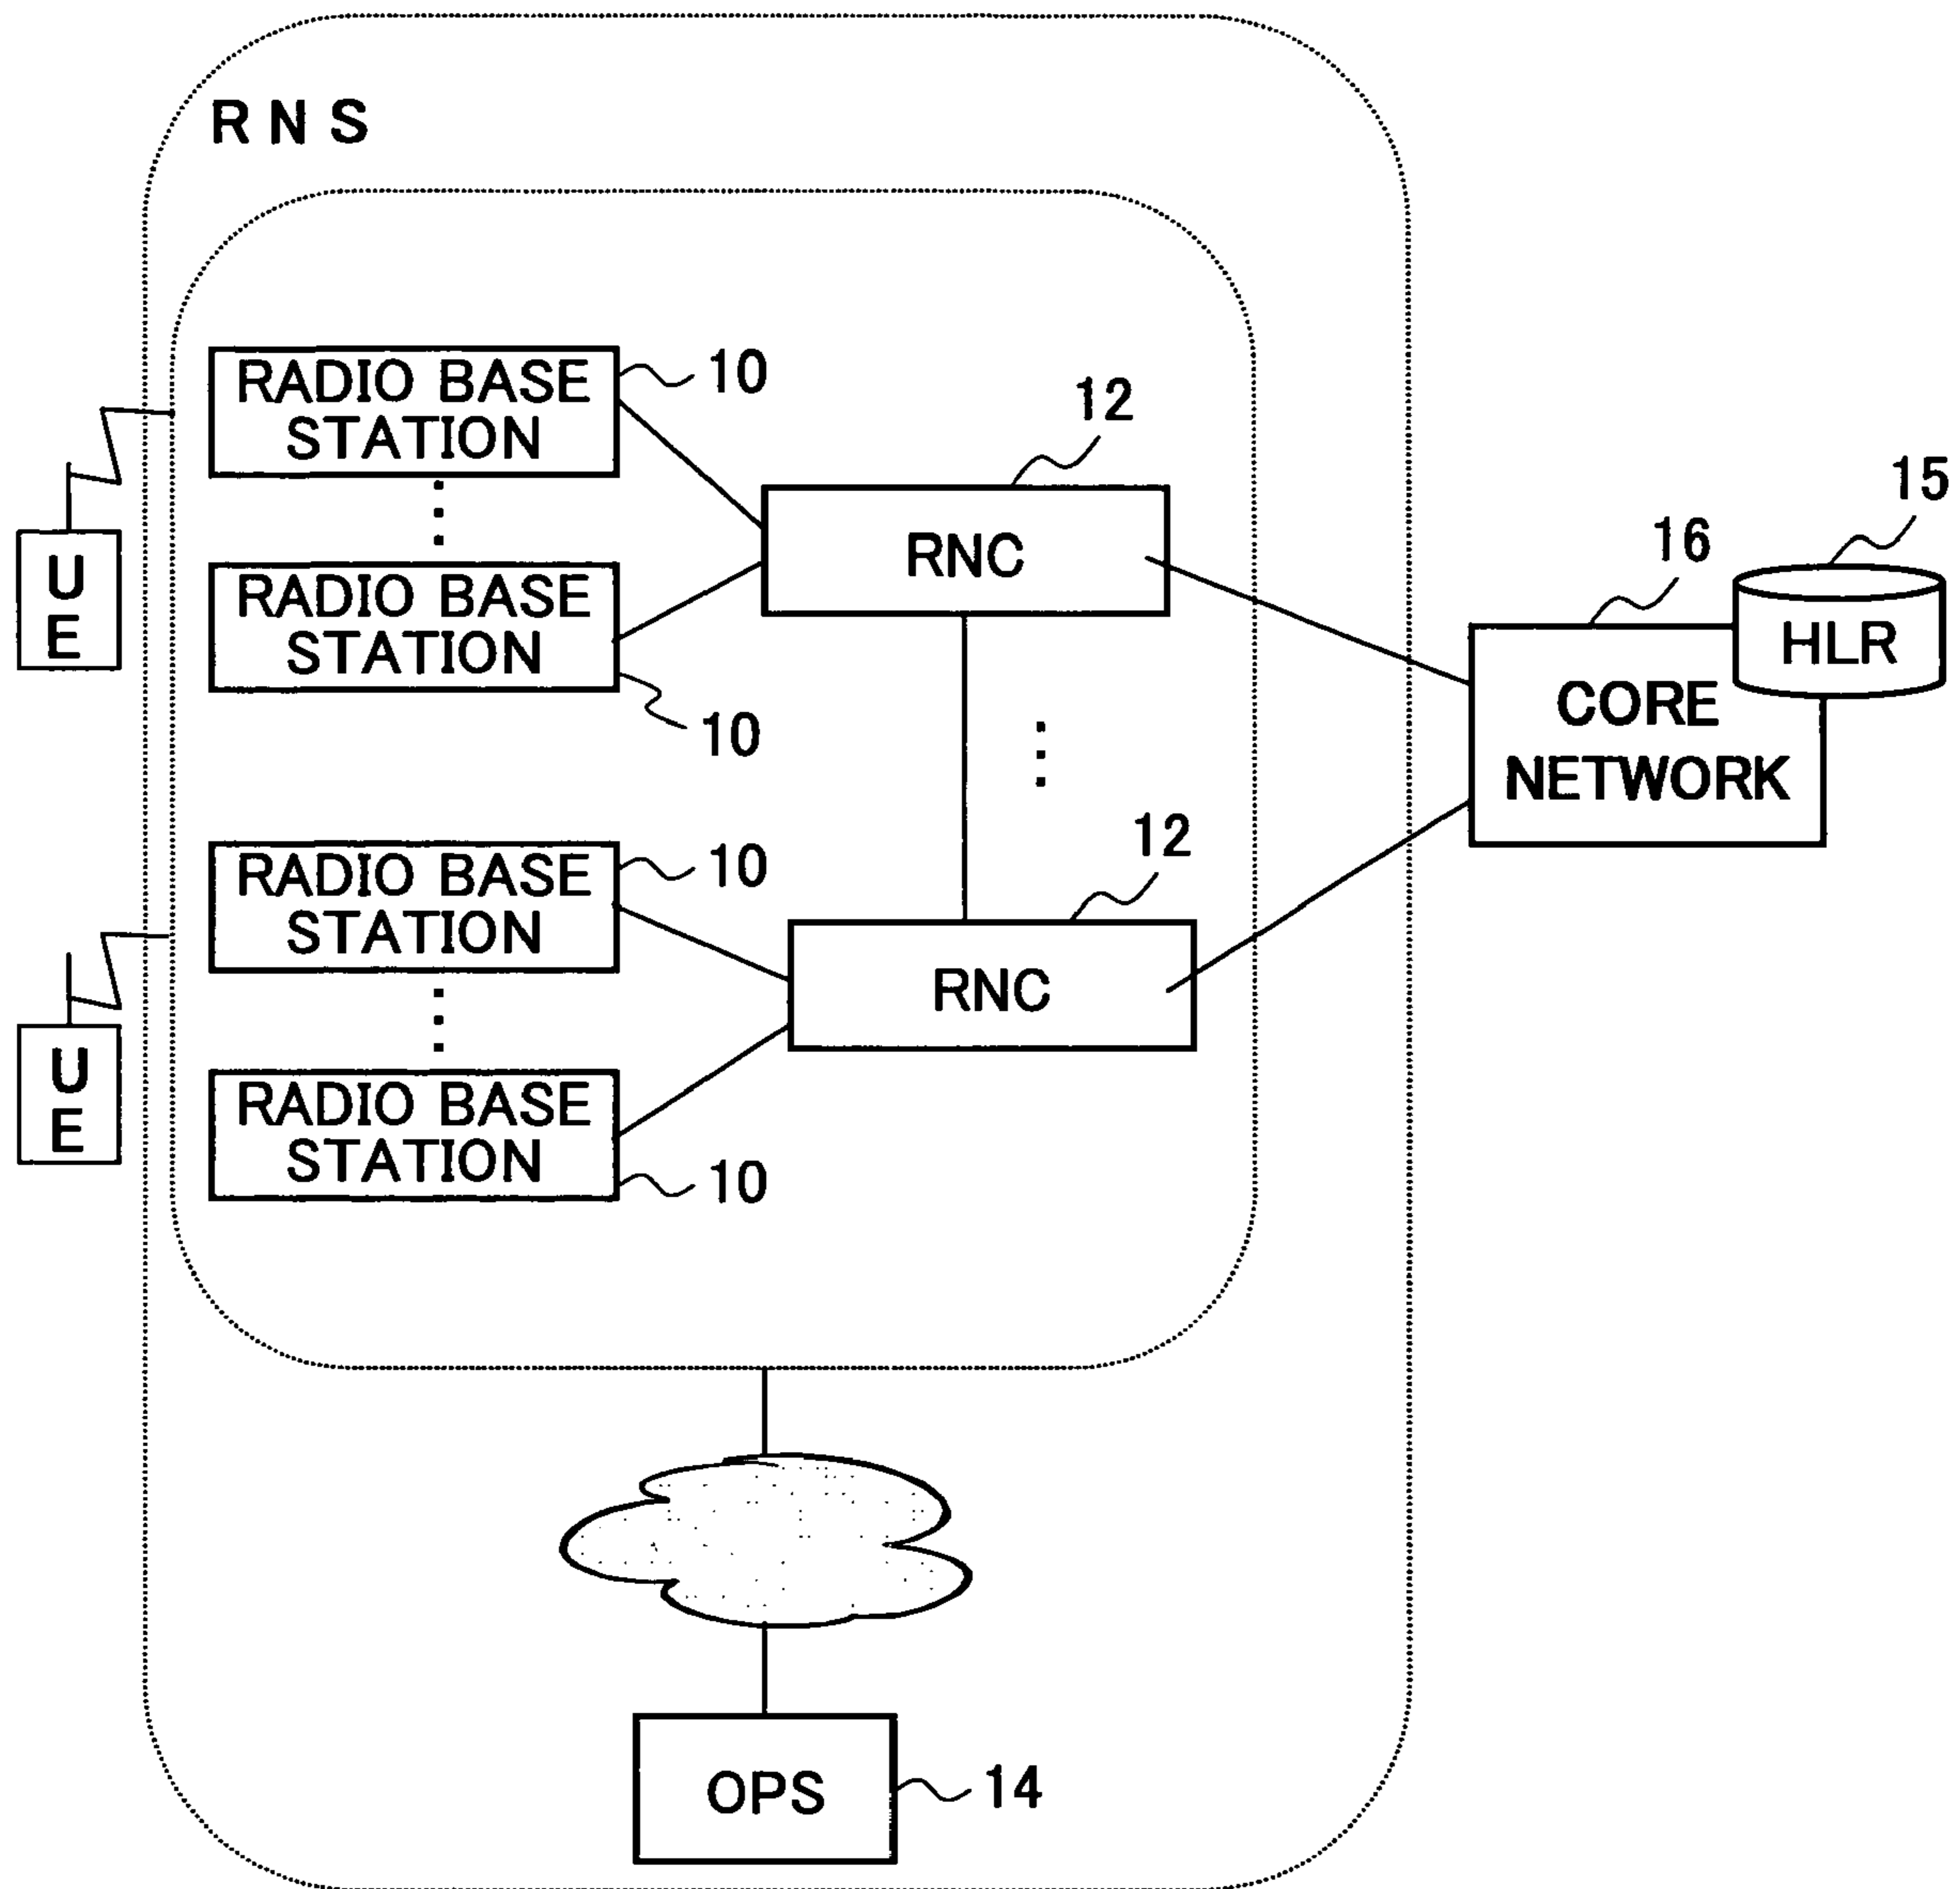 RNS
RADIO BASE
STATION
10
12
15
16
U
E
RADIO BASE
STATION
RNC
HLR
10
CORE
NETWORK
RADIO BASE
STATION
10
12
U
E
RADIO BASE
STATION
RNC
10
OPS
14